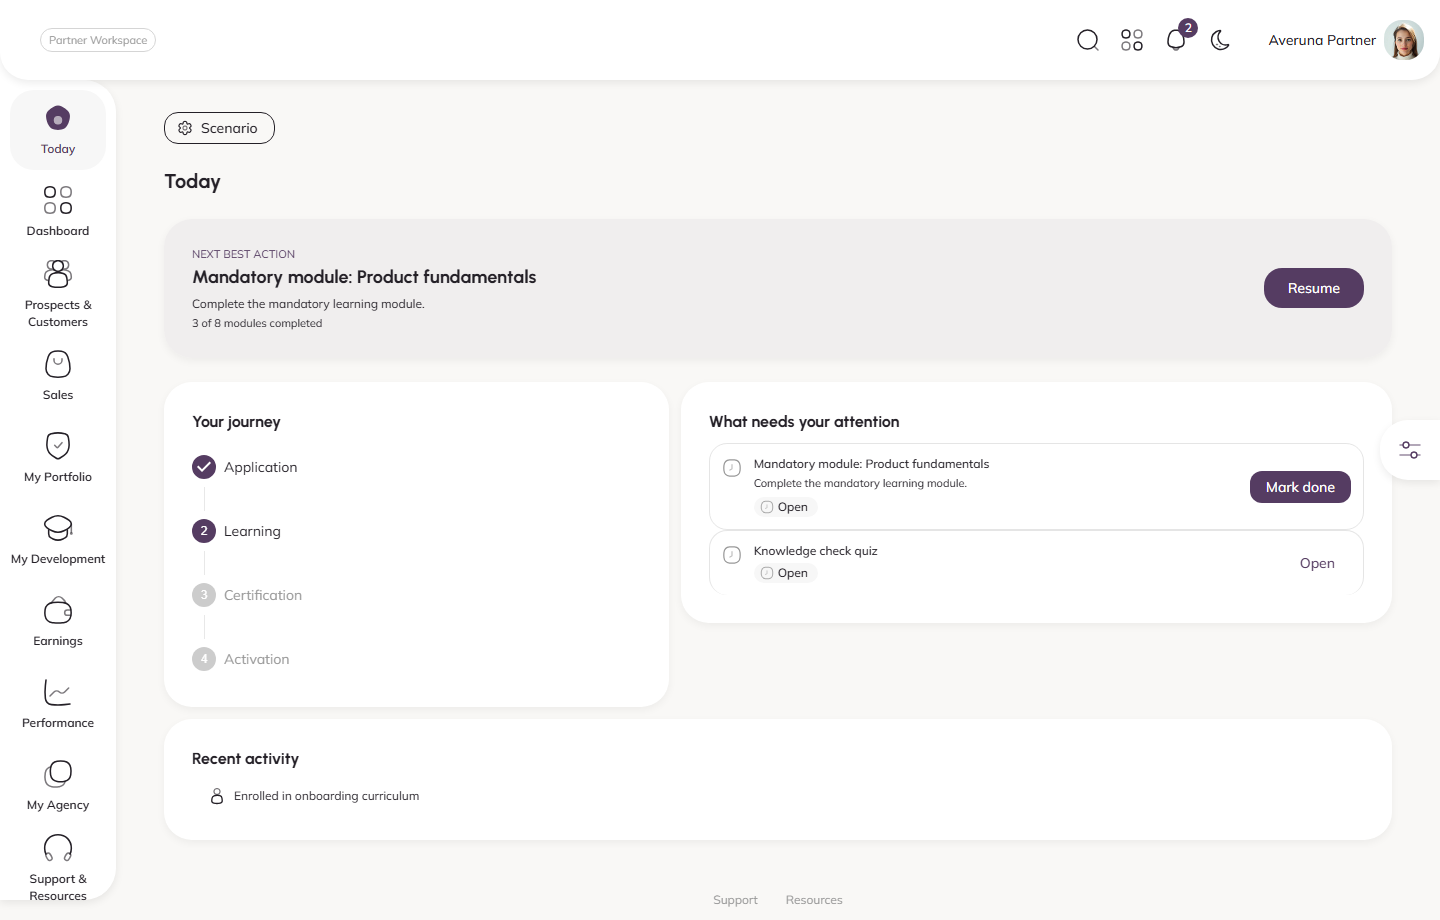 Partner Workspace
2
Averuna Partner
Today
Dashboard
Prospects &
Customers
Sales
My Portfolio
My Development
Earnings
Performance
My Agency
Support &
Resources
Scenario
Today
NEXT BEST ACTION
Mandatory module: Product fundamentals
Complete the mandatory learning module.
3 of 8 modules completed
Resume
Your journey
Application
2 Learning
3 Certification
4 Activation
What needs your attention
Mandatory module: Product fundamentals
Complete the mandatory learning module.
Open
Mark done
Knowledge check quiz
Open
Open
Recent activity
Enrolled in onboarding curriculum
Support Resources